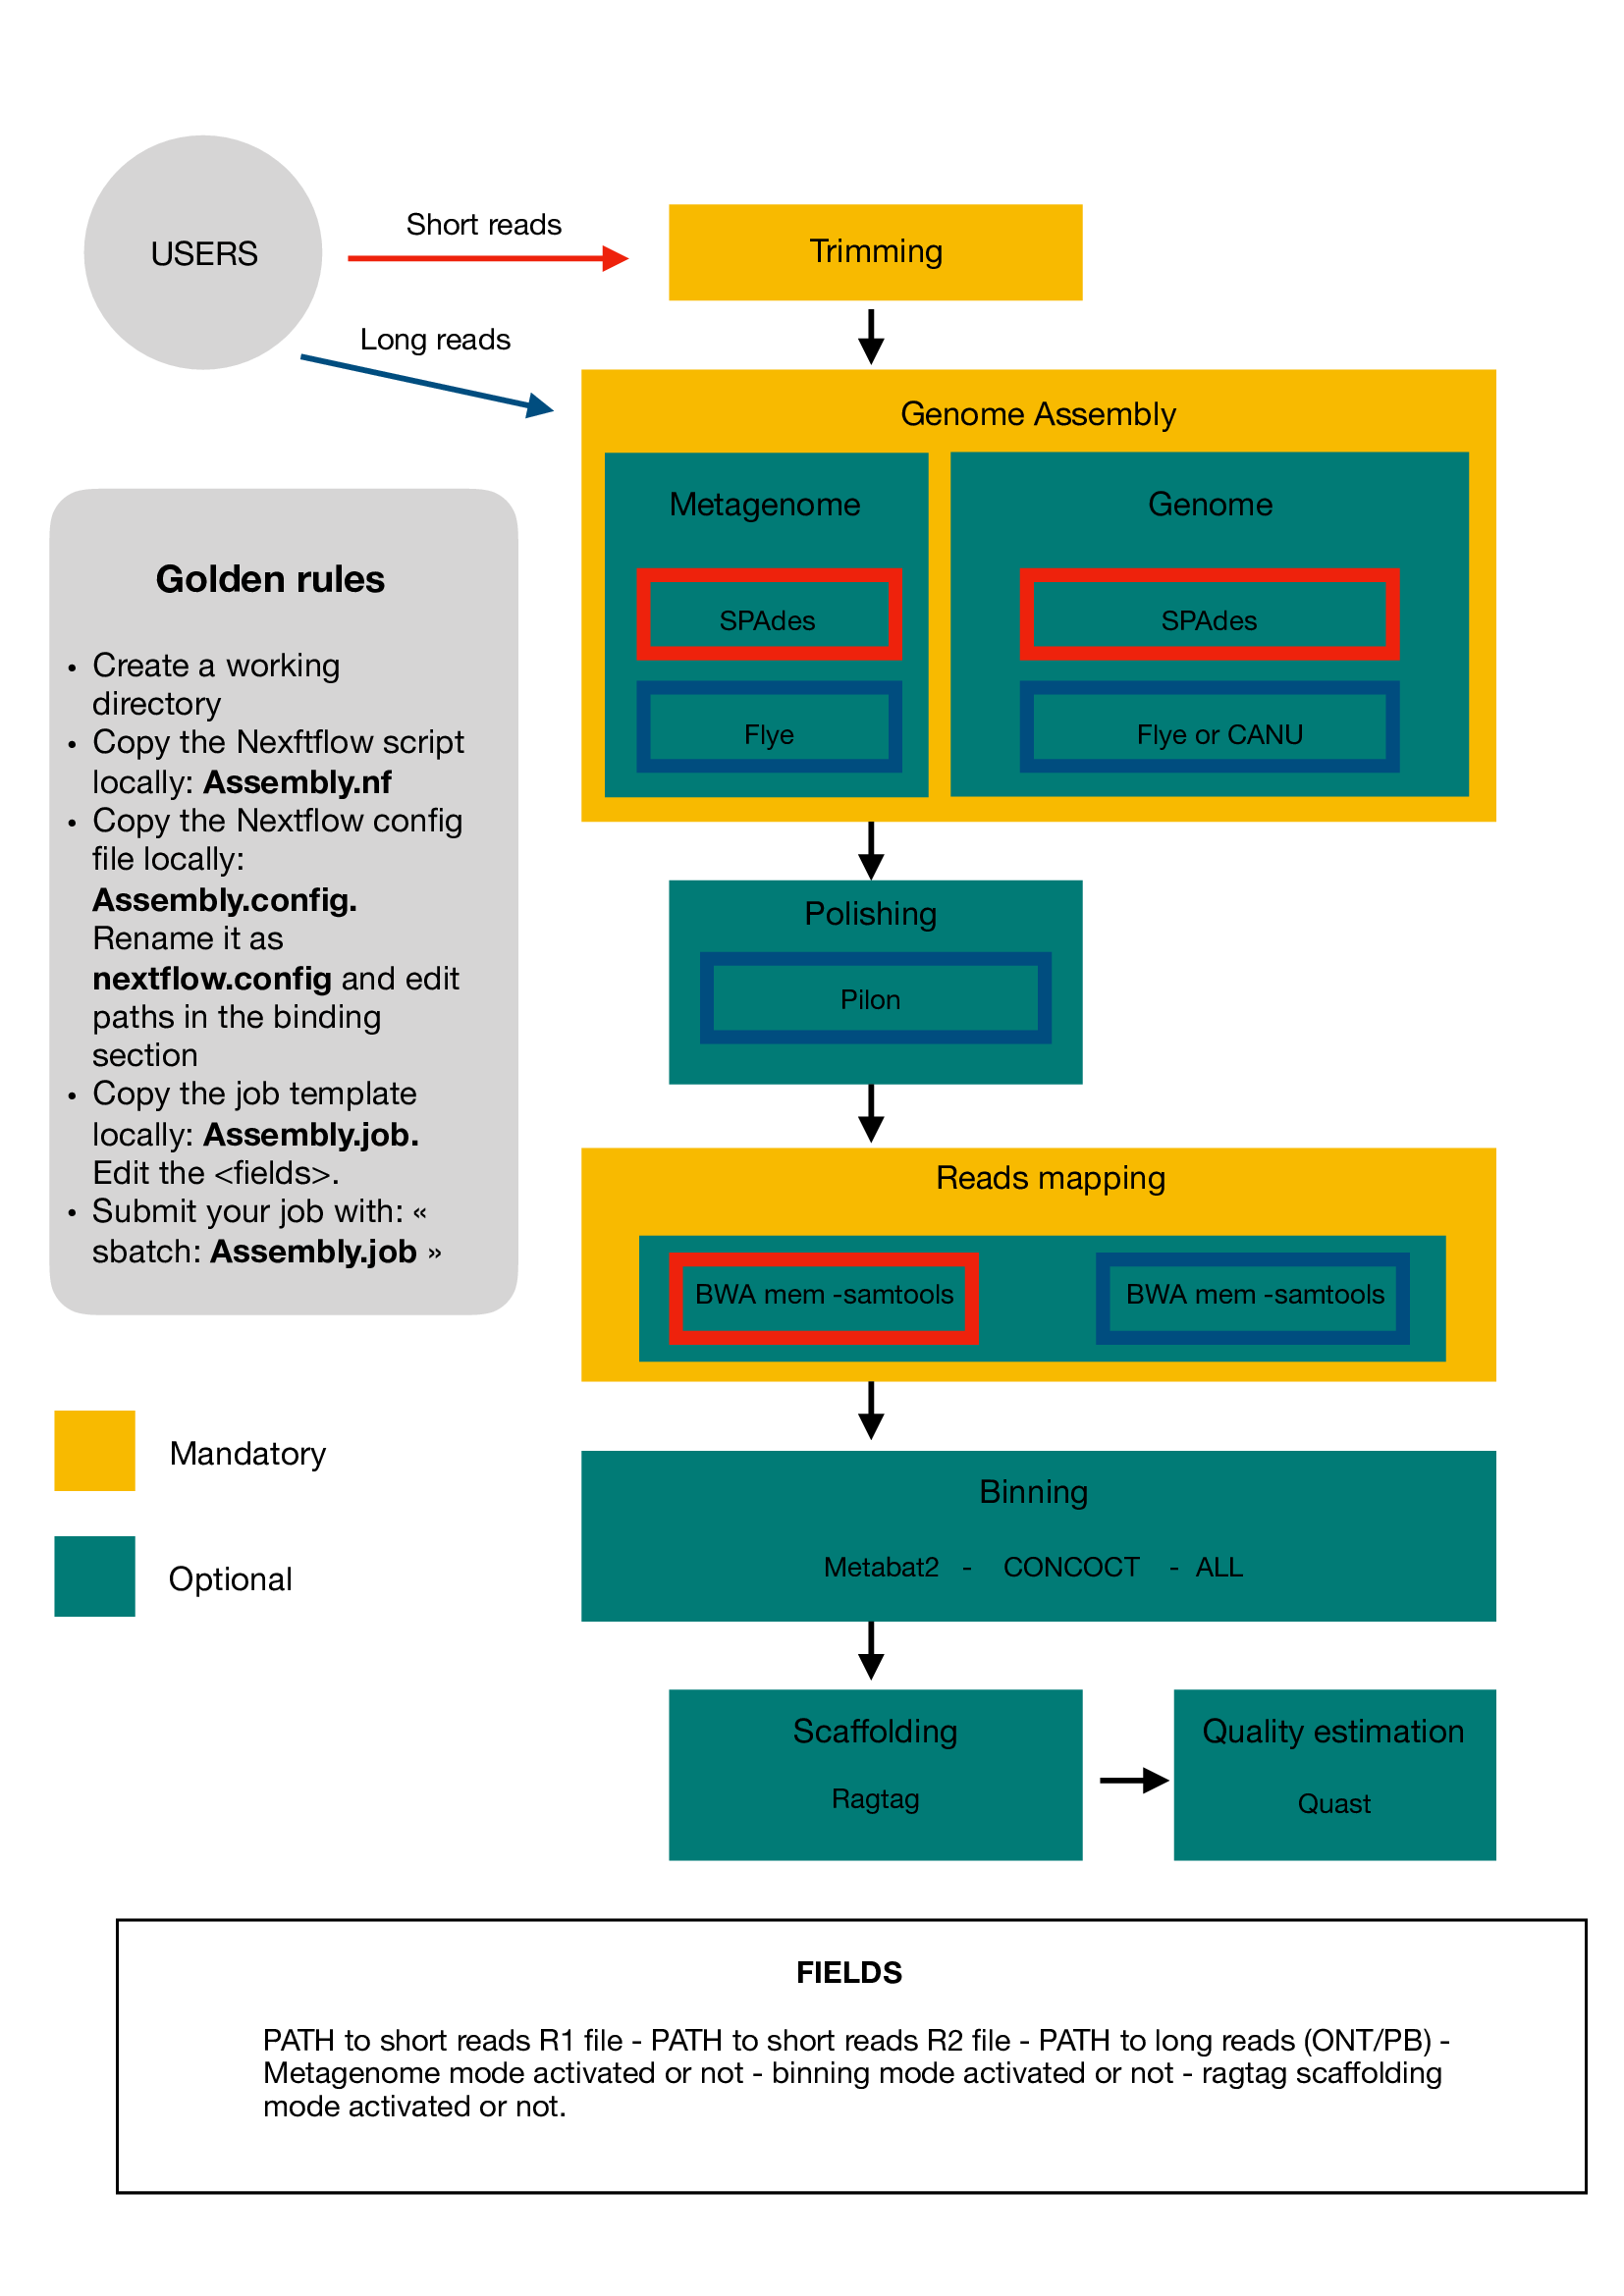 USERS
Short reads
Long reads
Trimming
Genome Assembly
Metagenome
SPAdes
Flye
Genome
SPAdes
Flye or CANU
Polishing
Pilon
Reads mapping
BWA mem -samtools
BWA mem -samtools
Binning
Metabat2 - CONCOCT - ALL
Scaffolding
Ragtag
Quality estimation
Quast
Golden rules
• Create a working
directory
• Copy the Nexftflow script
locally: Assembly.nf
• Copy the Nextflow config
file locally:
Assembly.config.
Rename it as
nextflow.config and edit
paths in the binding
section
• Copy the job template
locally: Assembly.job.
Edit the <fields>.
• Submit your job with: «
sbatch: Assembly.job »
Mandatory
Optional
FIELDS
PATH to short reads R1 file - PATH to short reads R2 file - PATH to long reads (ONT/PB) -
Metagenome mode activated or not - binning mode activated or not - ragtag scaffolding
mode activated or not.